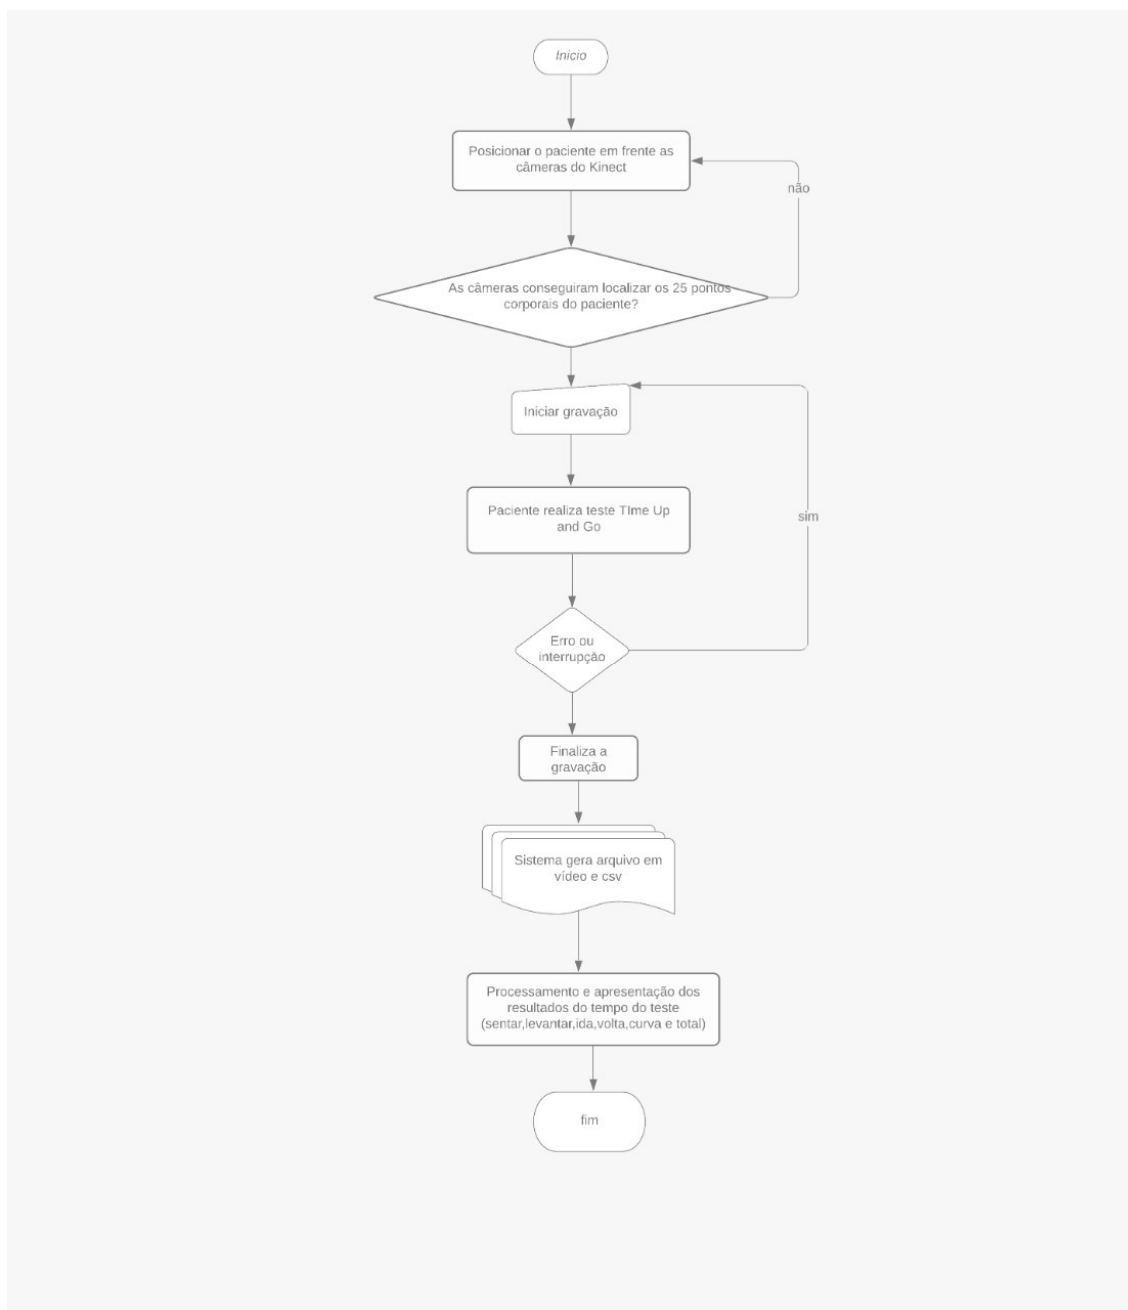 Inicio
Posicionar o paciente em frente as
câmeras do Kinect
não
As câmeras conseguiram localizar os 25 pontos
corporais do paciente?
Iniciar gravação
Paciente realiza teste TIme Up
and Go
sim
Erro ou
interrupção
Finaliza a
gravação
Sistema gera arquivo em
vídeo e csv
Processamento e apresentação dos
resultados do tempo do teste
(sentar,levantar,ida,volta,curva e total)
fim